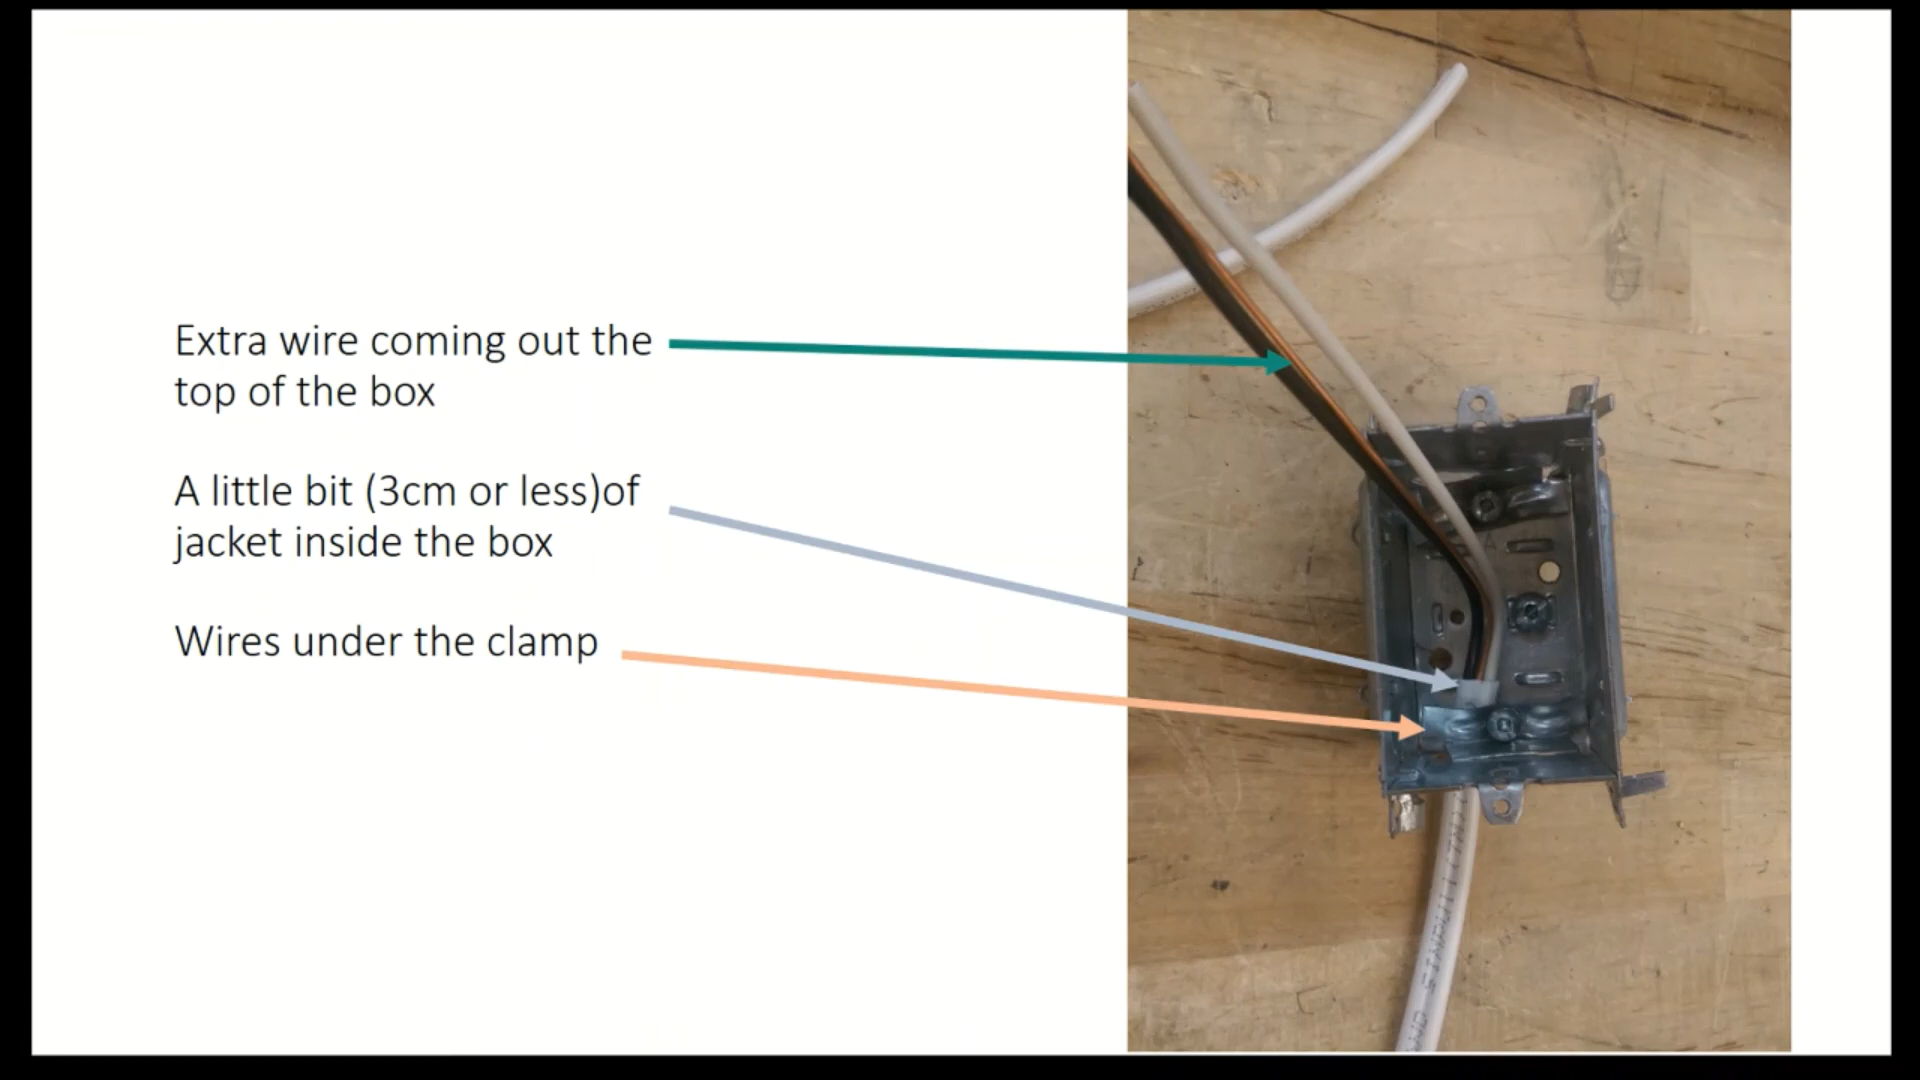 Extra wire coming out the
top of the box
A little bit (3cm or less)of
jacket inside the box
Wires under the clamp